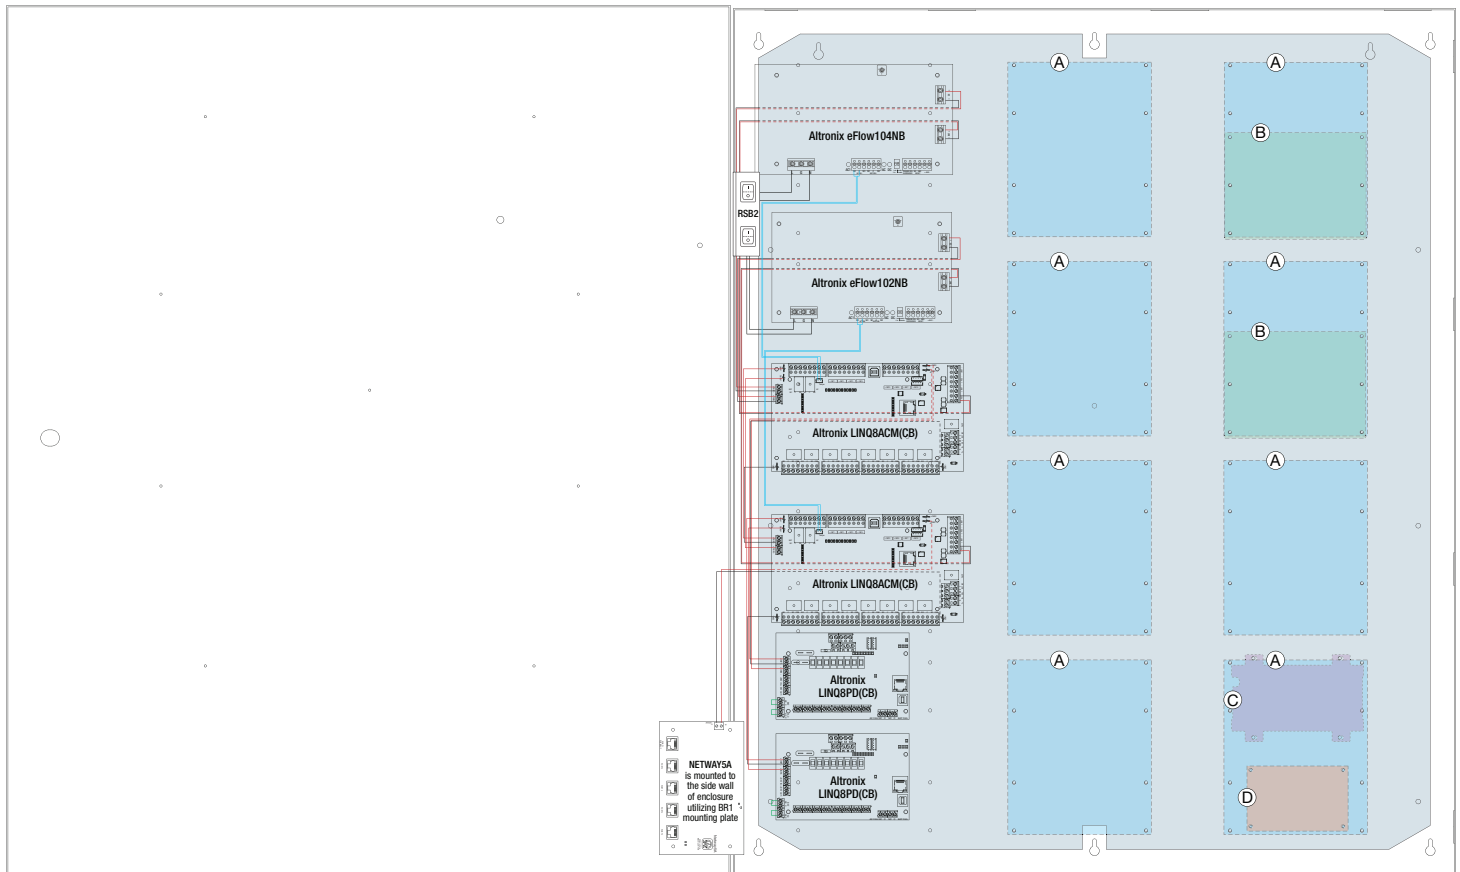 A
A
Altronix eFlow104NB
B
RSB2
A
A
Altronix eFlow102NB
B
Altronix LINQ8ACM(CB)
A
A
Altronix LINQ8ACM(CB)
A
A
Altronix
LINQ8PD(CB)
C
NETWAY5A
is mounted to
the side wall
of enclosure
utilizing BR1
mounting plate
Altronix
LINQ8PD(CB)
D